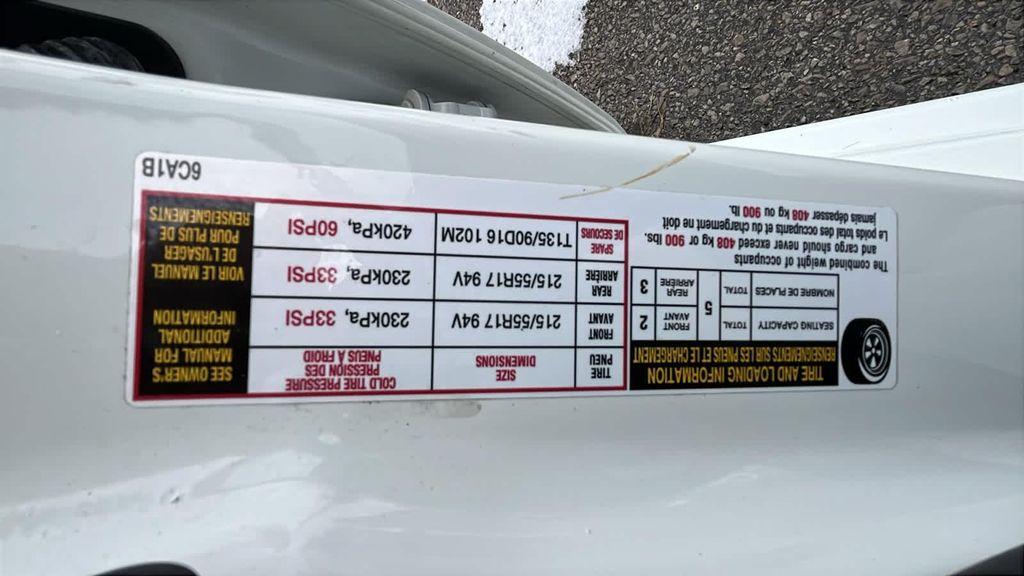 TIRE AND LOADING INFORMATION
RENSEIGNEMENTS SUR LES PNEUS ET LE CHARGEMENT
SEATING CAPACITY TOTAL 5 FRONT AVANT 2
NOMBRE DE PLACES TOTAL REAR ARRIÈRE 3
The combined weight of occupants
and cargo should never exceed 408 kg or 900 lbs.
Le poids total des occupants et du chargement ne doit
jamais dépasser 408 kg ou 900 lb.
TIRE PNEU SIZE DIMENSIONS COLD TIRE PRESSURE PRESSION DES PNEUS À FROID
FRONT AVANT 215/55R17 94V 230kPa, 33PSI
REAR ARRIÈRE 215/55R17 94V 230kPa, 33PSI
SPARE DE SECOURS T135/90D16 102M 420kPa, 60PSI
SEE OWNER'S
MANUAL FOR
ADDITIONAL
INFORMATION
VOIR LE MANUEL
DE L'USAGER
POUR PLUS DE
RENSEIGNEMENTS
6CA1B